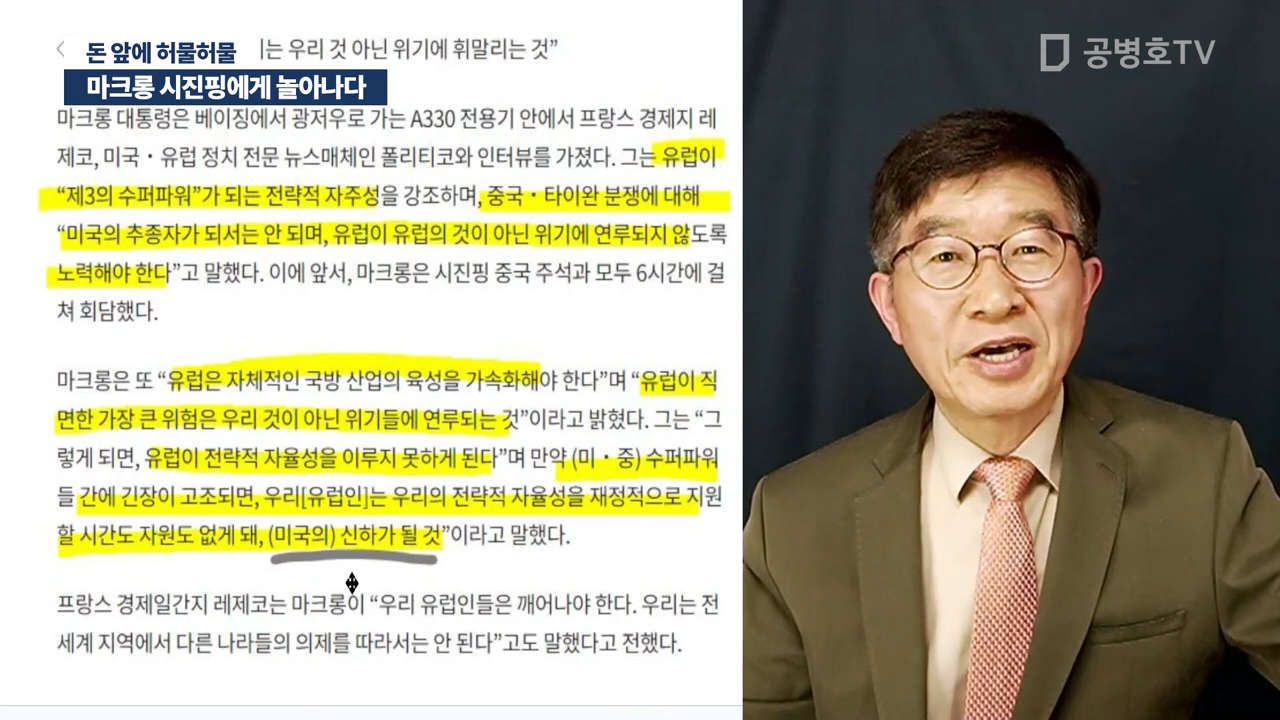 돈 앞에 허물허물
는 우리 것 아닌 위기에 휘말리는 것”
마크롱 시진핑에게 놀아나다
공병호TV
마크롱 대통령은 베이징에서 광저우로 가는 A330 전용기 안에서 프랑스 경제지 레
제코, 미국・유럽 정치 전문 뉴스매체인 폴리티코와 인터뷰를 가졌다. 그는 유럽이
“제3의 수퍼파워”가 되는 전략적 자주성을 강조하며, 중국・타이완 분쟁에 대해
“미국의 추종자가 되서는 안 되며, 유럽이 유럽의 것이 아닌 위기에 연루되지 않도록
노력해야 한다”고 말했다. 이에 앞서, 마크롱은 시진핑 중국 주석과 모두 6시간에 걸
쳐 회담했다.
마크롱은 또 “유럽은 자체적인 국방 산업의 육성을 가속화해야 한다”며 “유럽이 직
면한 가장 큰 위험은 우리 것이 아닌 위기들에 연루되는 것”이라고 밝혔다. 그는 “그
렇게 되면, 유럽이 전략적 자율성을 이루지 못하게 된다”며 만약 (미・중) 수퍼파워
들 간에 긴장이 고조되면, 우리[유럽인]는 우리의 전략적 자율성을 재정적으로 지원
할 시간도 자원도 없게 돼, (미국의) 신하가 될 것”이라고 말했다.
프랑스 경제일간지 레제코는 마크롱이 “우리 유럽인들은 깨어나야 한다. 우리는 전
세계 지역에서 다른 나라들의 의제를 따라서는 안 된다”고도 말했다고 전했다.